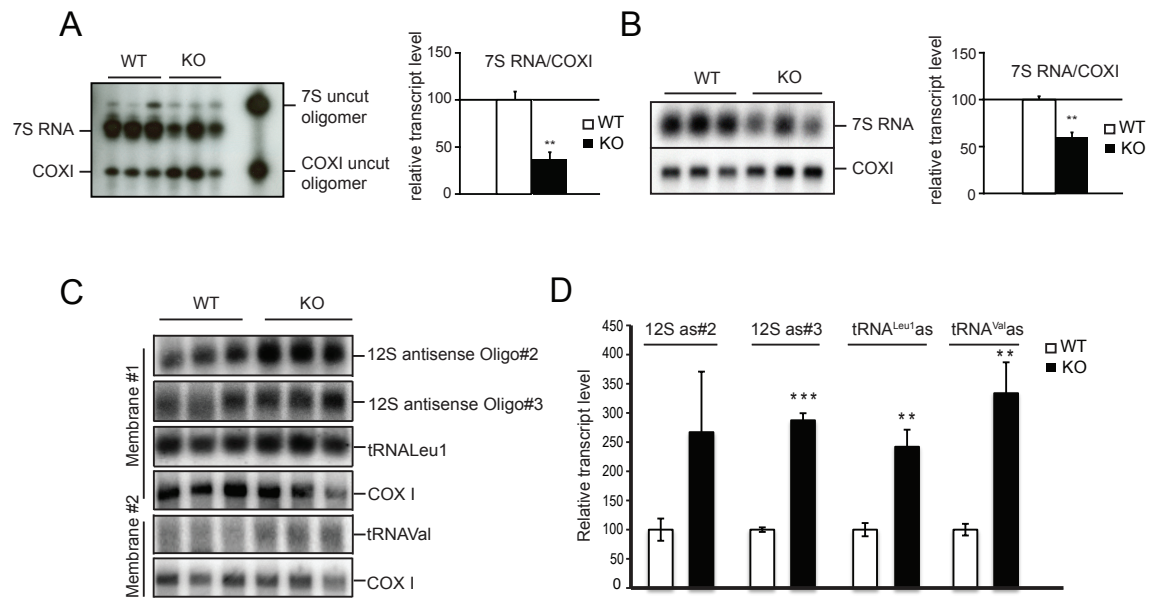 A
WT KO
7S RNA
COXI
7S uncut
oligomer
COXI uncut
oligomer
relative transcript level
150
100
50
0
7S RNA/COXI
**
WT
KO
B
WT KO
7S RNA
COXI
relative transcript level
150
100
50
0
7S RNA/COXI
**
WT
KO
C
WT KO
Membrane #1
12S antisense Oligo#2
12S antisense Oligo#3
tRNALeu1
COX I
Membrane #2
tRNAVal
COX I
D
Relative transcript level
450
400
350
300
250
200
150
100
50
0
12S as#2 12S as#3 tRNALeu1as tRNAValas
*** ** **
WT
KO